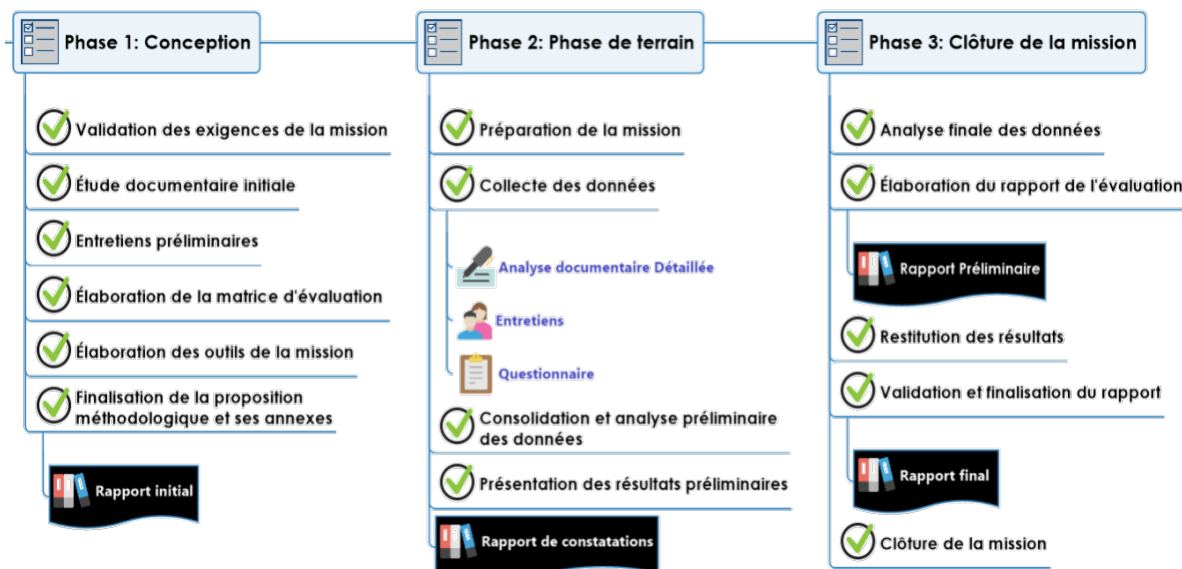 Phase 1: Conception
Validation des exigences de la mission
Étude documentaire initiale
Entretiens préliminaires
Élaboration de la matrice d'évaluation
Élaboration des outils de la mission
Finalisation de la proposition
méthodologique et ses annexes
Rapport initial
Phase 2: Phase de terrain
Préparation de la mission
Collecte des données
Analyse documentaire Détaillée
Entretiens
Questionnaire
Consolidation et analyse préliminaire
des données
Présentation des résultats préliminaires
Rapport de constatations
Phase 3: Clôture de la mission
Analyse finale des données
Élaboration du rapport de l'évaluation
Rapport Préliminaire
Restitution des résultats
Validation et finalisation du rapport
Rapport final
Clôture de la mission